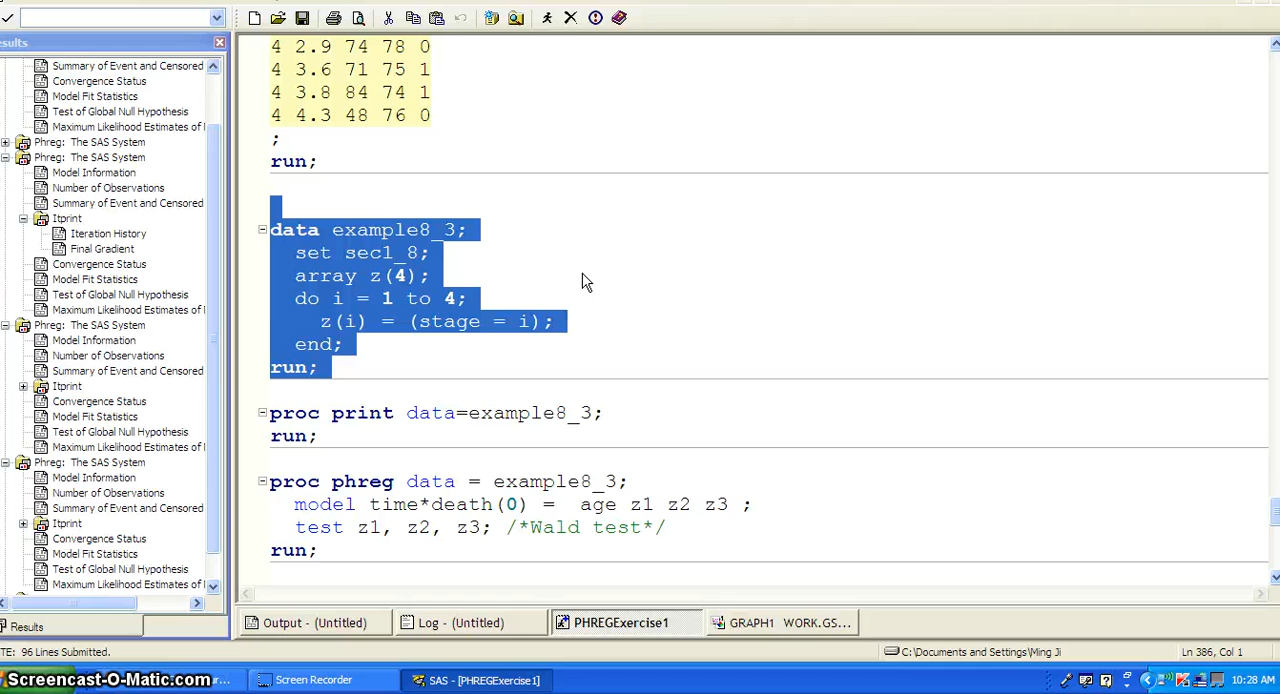 esults
Summary of Event and Censored
Convergence Status
Model Fit Statistics
Test of Global Null Hypothesis
Maximum Likelihood Estimates of
Phreg: The SAS System
Phreg: The SAS System
Model Information
Number of Observations
Summary of Event and Censored
Itprint
Iteration History
Final Gradient
Convergence Status
Model Fit Statistics
Test of Global Null Hypothesis
Maximum Likelihood Estimates of
Phreg: The SAS System
Model Information
Number of Observations
Summary of Event and Censored
Itprint
Convergence Status
Model Fit Statistics
Test of Global Null Hypothesis
Maximum Likelihood Estimates of
Phreg: The SAS System
Model Information
Number of Observations
Summary of Event and Censored
Itprint
Convergence Status
Model Fit Statistics
Test of Global Null Hypothesis
Maximum Likelihood Estimates of
Results
4 2.9 74 78 0
4 3.6 71 75 1
4 3.8 84 74 1
4 4.3 48 76 0
;
run;
data example8_3;
set sec1_8;
array z(4);
do i = 1 to 4;
z(i) = (stage = i);
end;
run;
proc print data=example8_3;
run;
proc phreg data = example8_3;
model time*death(0) = age z1 z2 z3 ;
test z1, z2, z3; /*Wald test*/
run;
Output - (Untitled)
Log - (Untitled)
PHREGExercise1
GRAPH1 WORK.GS...
TE: 96 Lines Submitted.
C:\Documents and Settings\Ming Ji
Ln 386, Col 1
Screencast-O-Matic.com
ur...
Screen Recorder
SAS - [PHREGExercise1]
10:28 AM